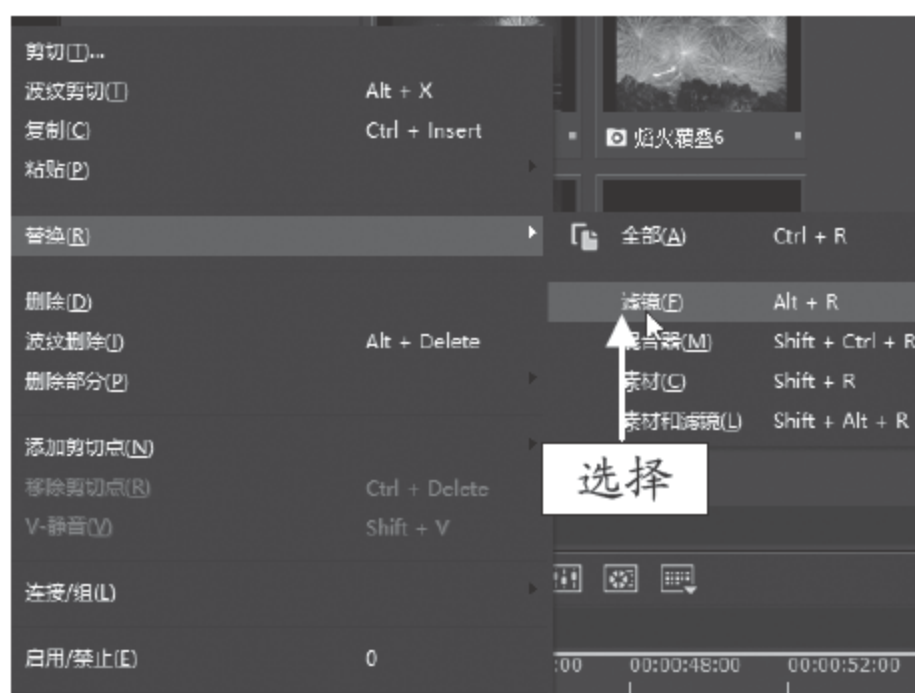 剪切(T)...
波纹剪切(T) Alt + X
复制(C) Ctrl + Insert
粘贴(P)
替换(R)
删除(D)
波纹删除(I) Alt + Delete
删除部分(P)
添加剪切点(N)
移除剪切点(R) Ctrl + Delete
V-静音(V) Shift + V
连接/组(L)
启用/禁止(E) 0
焰火覆叠6
全部(A) Ctrl + R
滤镜(F) Alt + R
混合器(M) Shift + Ctrl + R
素材(C) Shift + R
素材和滤镜(L) Shift + Alt + R
选择
:00 00:00:48:00 00:00:52:00